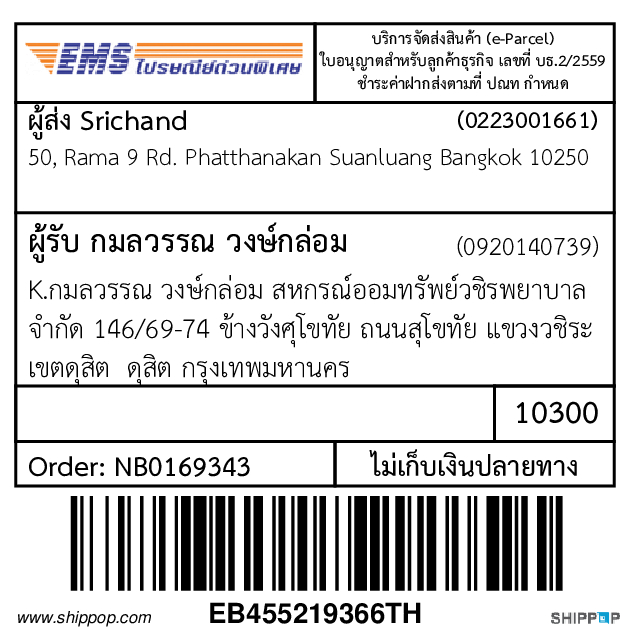 EMS ไปรษณีย์ด่วนพิเศษ
บริการจัดส่งสินค้า (e-Parcel)
ใบอนุญาตสำหรับลูกค้าธุรกิจ เลขที่ บธ.2/2559
ชำระค่าฝากส่งตามที่ ปณท กำหนด
ผู้ส่ง Srichand (0223001661)
50, Rama 9 Rd. Phatthanakan Suanluang Bangkok 10250
ผู้รับ กมลวรรณ วงษ์กล่อม (0920140739)
K.กมลวรรณ วงษ์กล่อม สหกรณ์ออมทรัพย์วชิรพยาบาล
จำกัด 146/69-74 ข้างวังศุโขทัย ถนนสุโขทัย แขวงวชิระ
เขตดุสิต ดุสิต กรุงเทพมหานคร
10300
Order: NB0169343 ไม่เก็บเงินปลายทาง
www.shippop.com EB455219366TH SHIPPOP